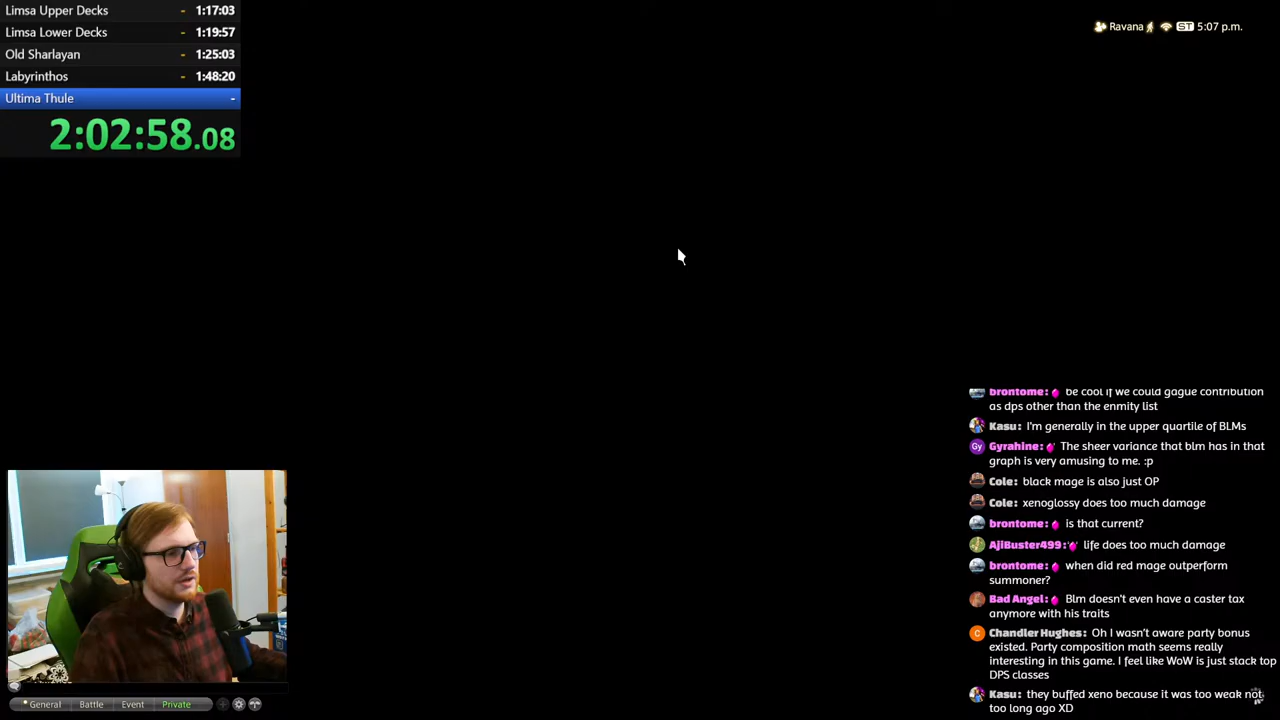 Limsa Upper Decks - 1:17:03
Limsa Lower Decks - 1:19:57
Old Sharlayan - 1:25:03
Labyrinthos - 1:48:20
Ultima Thule -
2:02:58.08
Ravana ST 5:07 p.m.
brontome: be cool if we could gague contribution
as dps other than the enmity list
Kasu: I'm generally in the upper quartile of BLMs
Gy Gyrahine: The sheer variance that blm has in that
graph is very amusing to me. :p
Cole: black mage is also just OP
Cole: xenoglossy does too much damage
brontome: is that current?
AjiBuster499: life does too much damage
brontome: when did red mage outperform
summoner?
Bad Angel: Blm doesn't even have a caster tax
anymore with his traits
C Chandler Hughes: Oh I wasn't aware party bonus
existed. Party composition math seems really
interesting in this game. I feel like WoW is just stack top
DPS classes
Kasu: they buffed xeno because it was too weak not
too long ago XD
General Battle Event Private